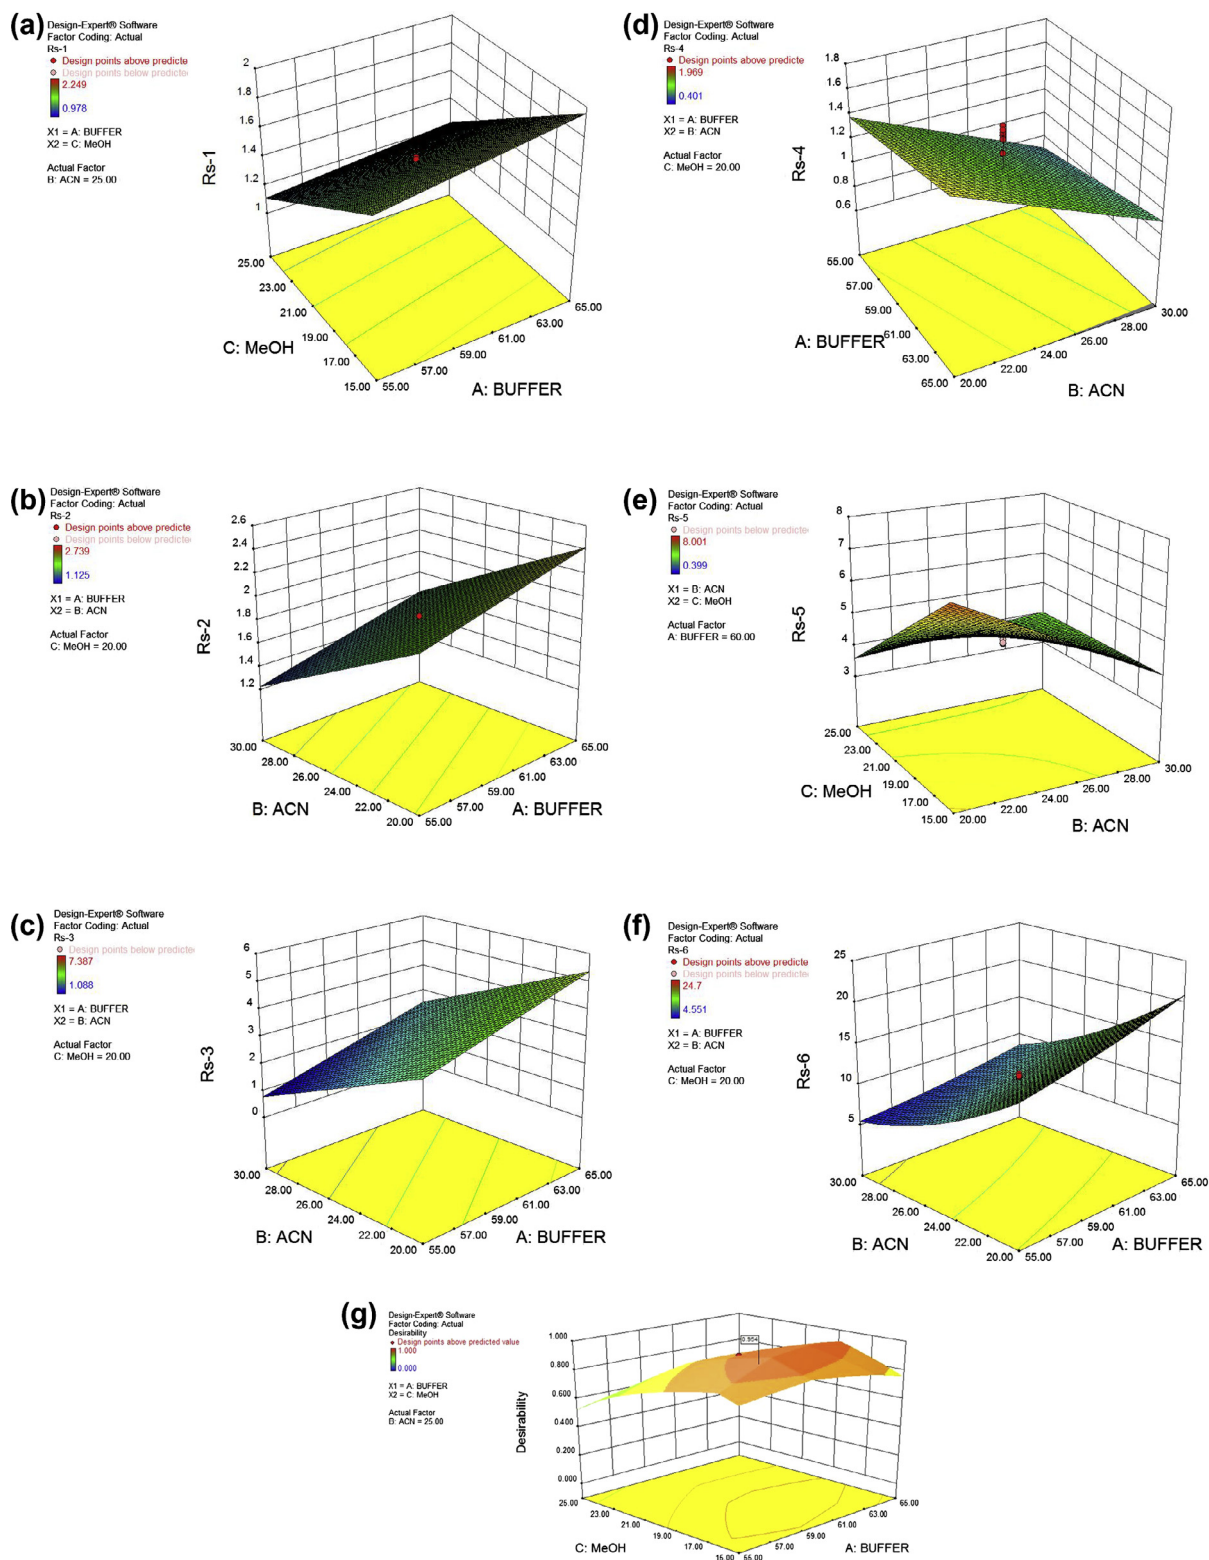 (a)
Design-Expert® Software
Factor Coding: Actual
Rs-1
Design points above predicte
Design points below predicte
2.249
0.978
X1 = A: BUFFER
X2 = C: MeOH
Actual Factor
B: ACN = 25.00
2
1.8
1.6
1.4
1.2
1
Rs-1
25.00
23.00
21.00
19.00
17.00
15.00
C: MeOH
55.00
57.00
59.00
61.00
63.00
65.00
A: BUFFER
(d)
Design-Expert® Software
Factor Coding: Actual
Rs-4
Design points above predicte
1.969
0.401
X1 = A: BUFFER
X2 = B: ACN
Actual Factor
C: MeOH = 20.00
1.8
1.6
1.4
1.2
1
0.8
0.6
Rs-4
55.00
57.00
59.00
61.00
63.00
65.00
A: BUFFER
20.00
22.00
24.00
26.00
28.00
30.00
B: ACN
(b)
Design-Expert® Software
Factor Coding: Actual
Rs-2
Design points above predicte
Design points below predicte
2.739
1.125
X1 = A: BUFFER
X2 = B: ACN
Actual Factor
C: MeOH = 20.00
2.6
2.4
2.2
2
1.8
1.6
1.4
1.2
Rs-2
30.00
28.00
26.00
24.00
22.00
20.00
B: ACN
55.00
57.00
59.00
61.00
63.00
65.00
A: BUFFER
(e)
Design-Expert® Software
Factor Coding: Actual
Rs-5
Design points below predicte
8.001
0.399
X1 = B: ACN
X2 = C: MeOH
Actual Factor
A: BUFFER = 60.00
8
7
6
5
4
3
Rs-5
25.00
23.00
21.00
19.00
17.00
15.00
C: MeOH
20.00
22.00
24.00
26.00
28.00
30.00
B: ACN
(c)
Design-Expert® Software
Factor Coding: Actual
Rs-3
Design points below predicte
7.387
1.088
X1 = A: BUFFER
X2 = B: ACN
Actual Factor
C: MeOH = 20.00
6
5
4
3
2
1
0
Rs-3
30.00
28.00
26.00
24.00
22.00
20.00
B: ACN
55.00
57.00
59.00
61.00
63.00
65.00
A: BUFFER
(f)
Design-Expert® Software
Factor Coding: Actual
Rs-6
Design points above predicte
Design points below predicte
24.7
4.551
X1 = A: BUFFER
X2 = B: ACN
Actual Factor
C: MeOH = 20.00
25
20
15
10
5
Rs-6
30.00
28.00
26.00
24.00
22.00
20.00
B: ACN
55.00
57.00
59.00
61.00
63.00
65.00
A: BUFFER
(g)
Design-Expert® Software
Factor Coding: Actual
Desirability
Design points above predicted value
1.000
0.000
X1 = A: BUFFER
X2 = C: MeOH
Actual Factor
B: ACN = 25.00
1.000
0.800
0.600
0.400
0.200
0.000
Desirability
25.00
23.00
21.00
19.00
17.00
15.00
C: MeOH
55.00
57.00
59.00
61.00
63.00
65.00
A: BUFFER